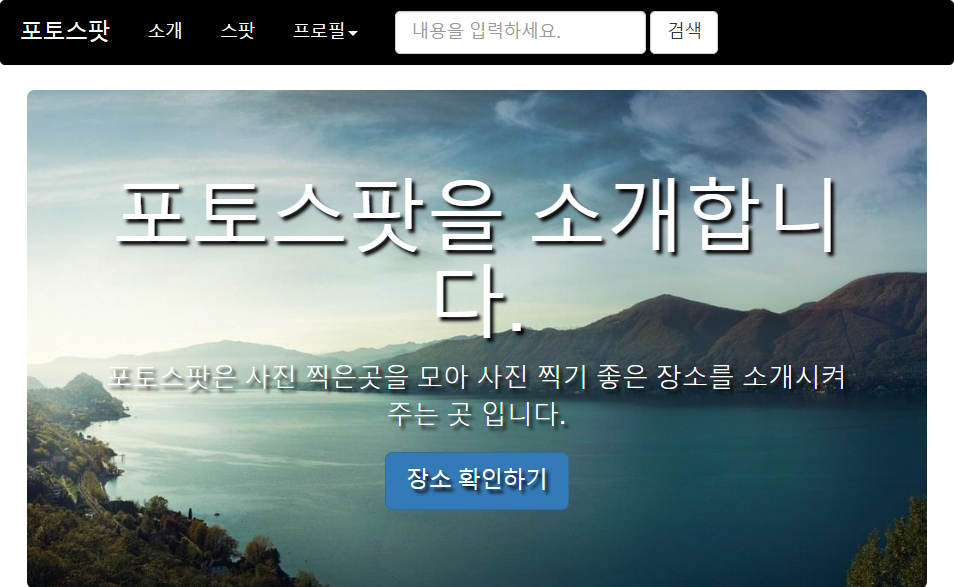 포토스팟 소개 스팟 프로필 내용을 입력하세요. 검색
포토스팟을 소개합니
다.
포토스팟은 사진 찍은곳을 모아 사진 찍기 좋은 장소를 소개시켜
주는 곳 입니다.
장소 확인하기